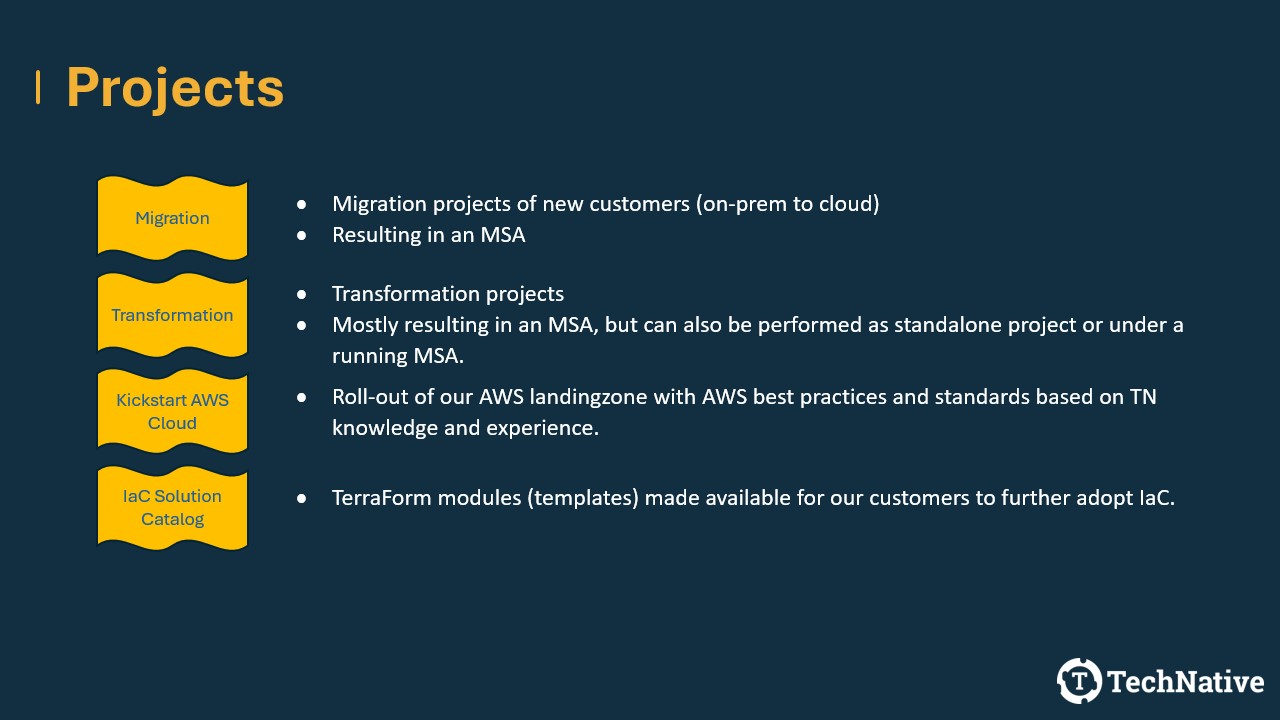 Projects
Migration
● Migration projects of new customers (on-prem to cloud)
● Resulting in an MSA
Transformation
● Transformation projects
● Mostly resulting in an MSA, but can also be performed as standalone project or under a
running MSA.
Kickstart AWS
Cloud
● Roll-out of our AWS landingzone with AWS best practices and standards based on TN
knowledge and experience.
IaC Solution
Catalog
● TerraForm modules (templates) made available for our customers to further adopt IaC.
T TechNative